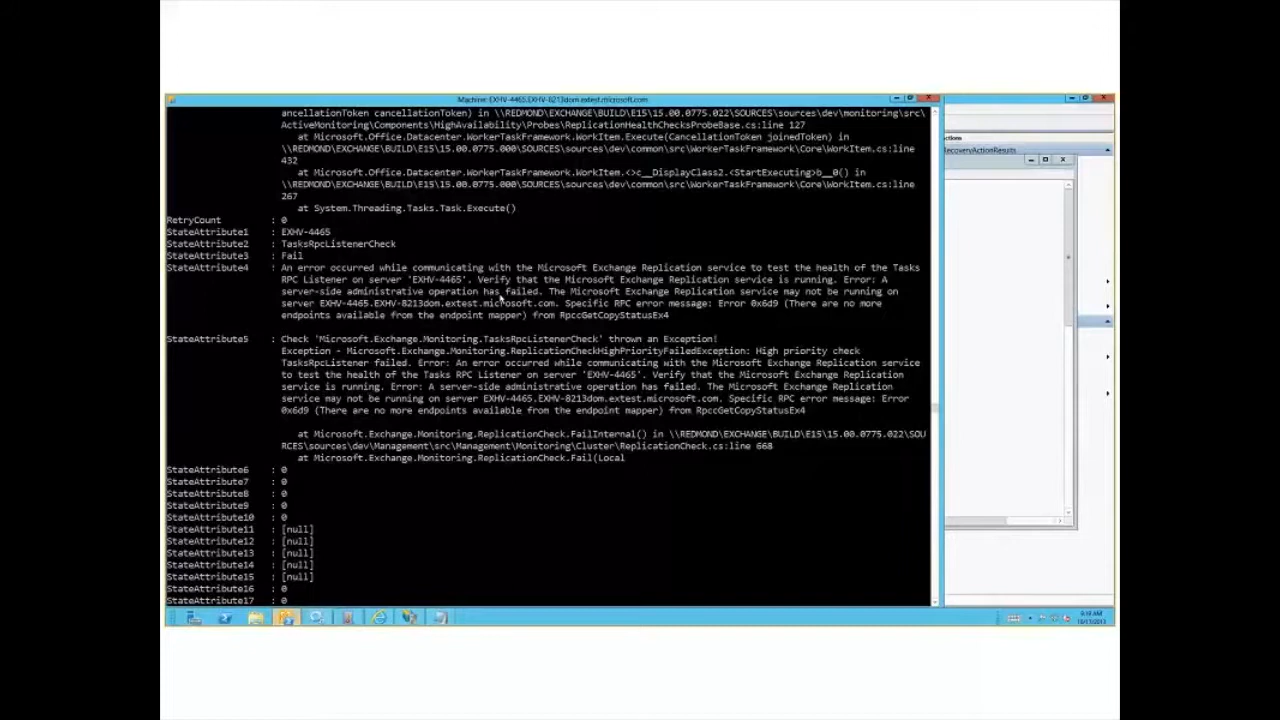 Machine: EXHV-4465.EXHV-8213dom.extest.microsoft.com
ancellationToken cancellationToken) in \\REDMOND\EXCHANGE\BUILD\E15\15.00.0775.022\SOURCES\sources\dev\monitoring\src\
ActiveMonitoring\Components\HighAvailability\Probes\ReplicationHealthChecksProbeBase.cs:line 127
at Microsoft.Office.Datacenter.WorkerTaskFramework.WorkItem.Execute(CancellationToken joinedToken) in
\\REDMOND\EXCHANGE\BUILD\E15\15.00.0775.000\SOURCES\sources\dev\common\src\WorkerTaskFramework\Core\WorkItem.cs:line
432
at Microsoft.Office.Datacenter.WorkerTaskFramework.WorkItem.<>c__DisplayClass2.<StartExecuting>b__0() in
\\REDMOND\EXCHANGE\BUILD\E15\15.00.0775.000\SOURCES\sources\dev\common\src\WorkerTaskFramework\Core\WorkItem.cs:line
267
at System.Threading.Tasks.Task.Execute()
RetryCount : 0
StateAttribute1 : EXHV-4465
StateAttribute2 : TasksRpcListenerCheck
StateAttribute3 : Fail
StateAttribute4 : An error occurred while communicating with the Microsoft Exchange Replication service to test the health of the Tasks
RPC Listener on server 'EXHV-4465'. Verify that the Microsoft Exchange Replication service is running. Error: A
server-side administrative operation has failed. The Microsoft Exchange Replication service may not be running on
server EXHV-4465.EXHV-8213dom.extest.microsoft.com. Specific RPC error message: Error 0x6d9 (There are no more
endpoints available from the endpoint mapper) from RpccGetCopyStatusEx4
StateAttribute5 : Check 'Microsoft.Exchange.Monitoring.TasksRpcListenerCheck' thrown an Exception!
Exception - Microsoft.Exchange.Monitoring.ReplicationCheckHighPriorityFailedException: High priority check
TasksRpcListener failed. Error: An error occurred while communicating with the Microsoft Exchange Replication service
to test the health of the Tasks RPC Listener on server 'EXHV-4465'. Verify that the Microsoft Exchange Replication
service is running. Error: A server-side administrative operation has failed. The Microsoft Exchange Replication
service may not be running on server EXHV-4465.EXHV-8213dom.extest.microsoft.com. Specific RPC error message: Error
0x6d9 (There are no more endpoints available from the endpoint mapper) from RpccGetCopyStatusEx4
at Microsoft.Exchange.Monitoring.ReplicationCheck.FailInternal() in \\REDMOND\EXCHANGE\BUILD\E15\15.00.0775.022\SOU
RCES\sources\dev\Management\src\Management\Monitoring\Cluster\ReplicationCheck.cs:line 668
at Microsoft.Exchange.Monitoring.ReplicationCheck.Fail(Local
StateAttribute6 : 0
StateAttribute7 : 0
StateAttribute8 : 0
StateAttribute9 : 0
StateAttribute10 : 0
StateAttribute11 : [null]
StateAttribute12 : [null]
StateAttribute13 : [null]
StateAttribute14 : [null]
StateAttribute15 : [null]
StateAttribute16 : 0
StateAttribute17 : 0
ctions
RecoveryActionResults